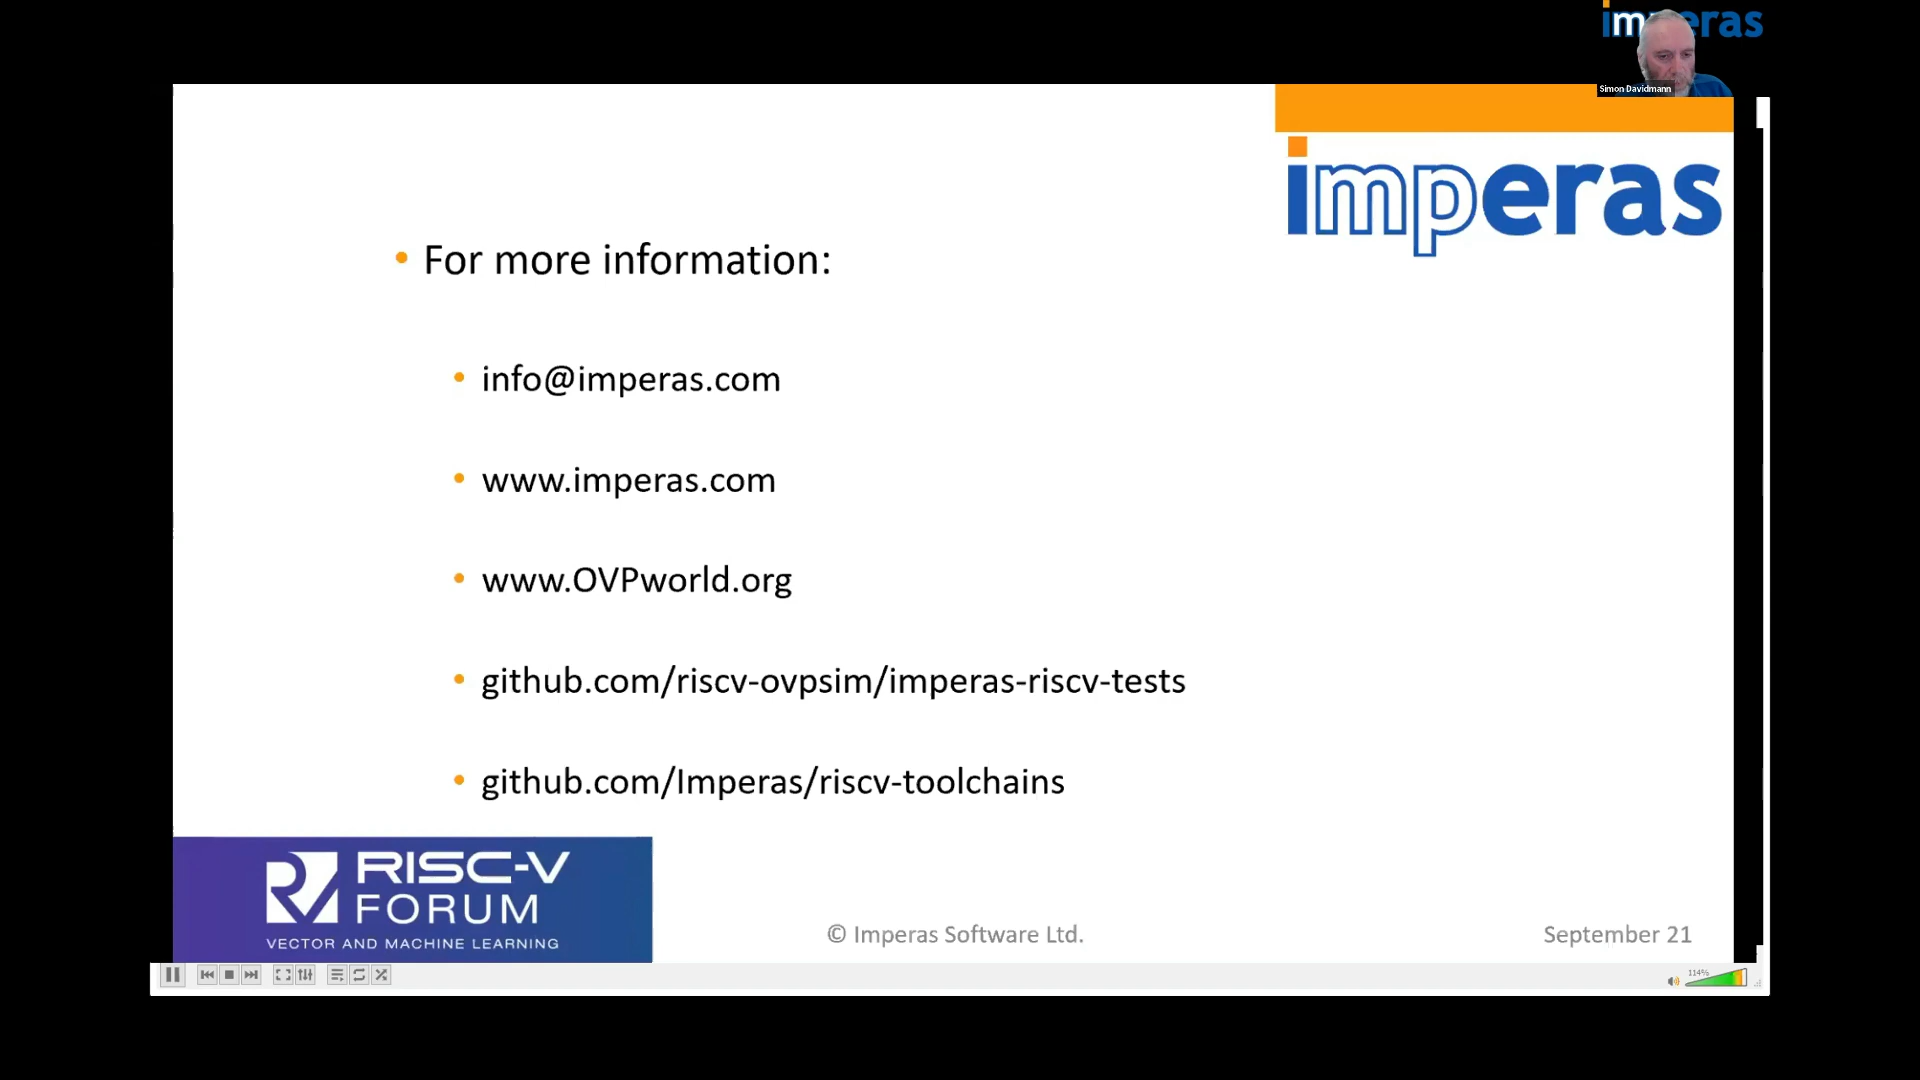 imperas
Simon Davidmann
imperas
• For more information:
• info@imperas.com
• www.imperas.com
• www.OVPworld.org
• github.com/riscv-ovpsim/imperas-riscv-tests
• github.com/Imperas/riscv-toolchains
RISC-V
FORUM
VECTOR AND MACHINE LEARNING
© Imperas Software Ltd.
September 21
114%